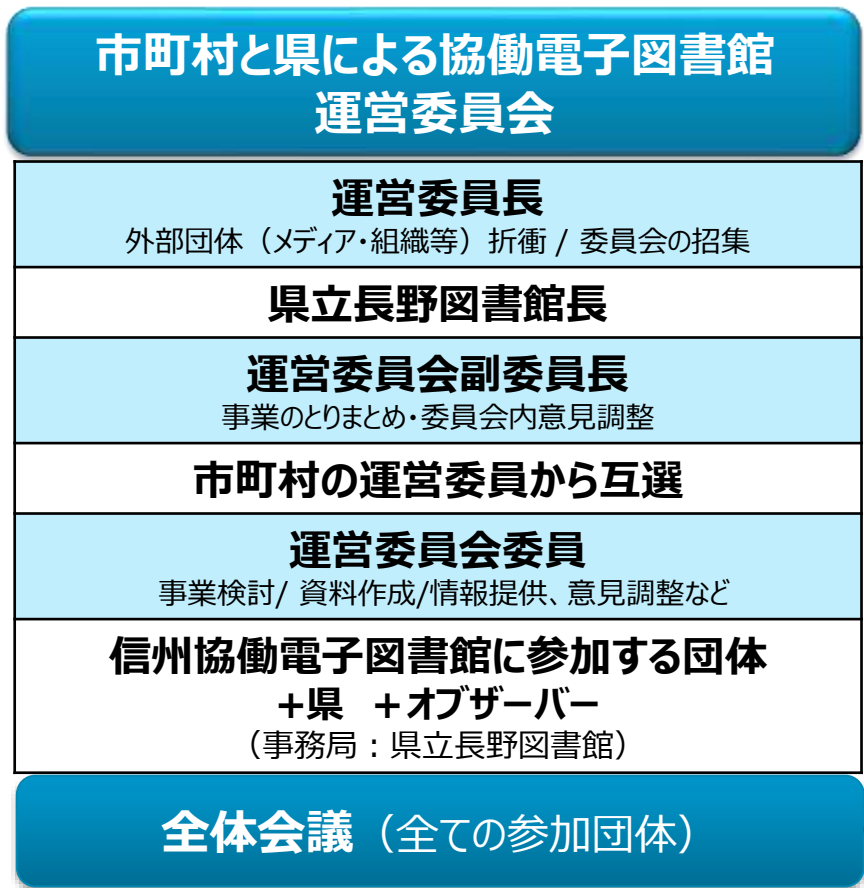 市町村と県による協働電子図書館
運営委員会
運営委員長
外部団体（メディア・組織等）折衝 / 委員会の招集
県立長野図書館長
運営委員会副委員長
事業のとりまとめ・委員会内意見調整
市町村の運営委員から互選
運営委員会委員
事業検討/ 資料作成/情報提供、意見調整など
信州協働電子図書館に参加する団体
+県 +オブザーバー
（事務局：県立長野図書館）
全体会議（全ての参加団体）